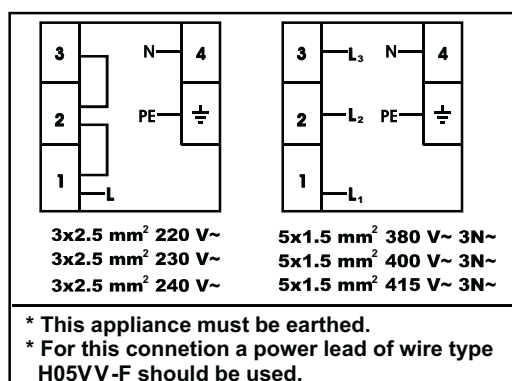 3 N 4 3 L₃ N 4
2 PE 2 L₂ PE
1 L 1 L₁
3x2.5 mm² 220 V~ 5x1.5 mm² 380 V~ 3N~
3x2.5 mm² 230 V~ 5x1.5 mm² 400 V~ 3N~
3x2.5 mm² 240 V~ 5x1.5 mm² 415 V~ 3N~
* This appliance must be earthed.
* For this connetion a power lead of wire type
H05VV-F should be used.